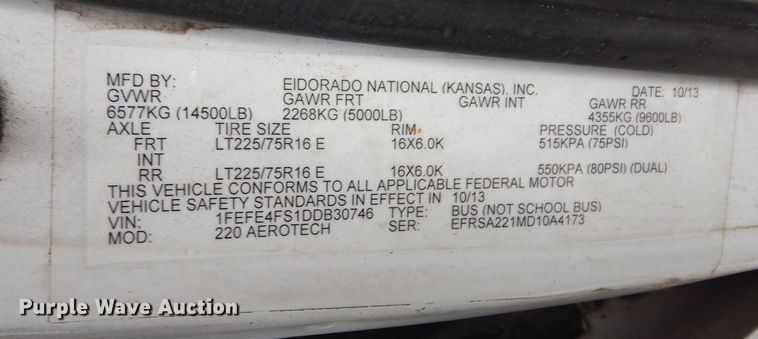 MFD BY: ElDORADO NATIONAL (KANSAS), INC. DATE: 10/13
GVWR GAWR FRT GAWR INT GAWR RR
6577KG (14500LB) 2268KG (5000LB) 4355KG (9600LB)
AXLE TIRE SIZE RIM PRESSURE (COLD)
FRT LT225/75R16 E 16X6.0K 515KPA (75PSI)
INT
RR LT225/75R16 E 16X6.0K 550KPA (80PSI) (DUAL)
THIS VEHICLE CONFORMS TO ALL APPLICABLE FEDERAL MOTOR
VEHICLE SAFETY STANDARDS IN EFFECT IN 10/13
VIN: 1FEFE4FS1DDB30746 TYPE: BUS (NOT SCHOOL BUS)
MOD: 220 AEROTECH SER: EFRSA221MD10A4173
Purple Wave Auction